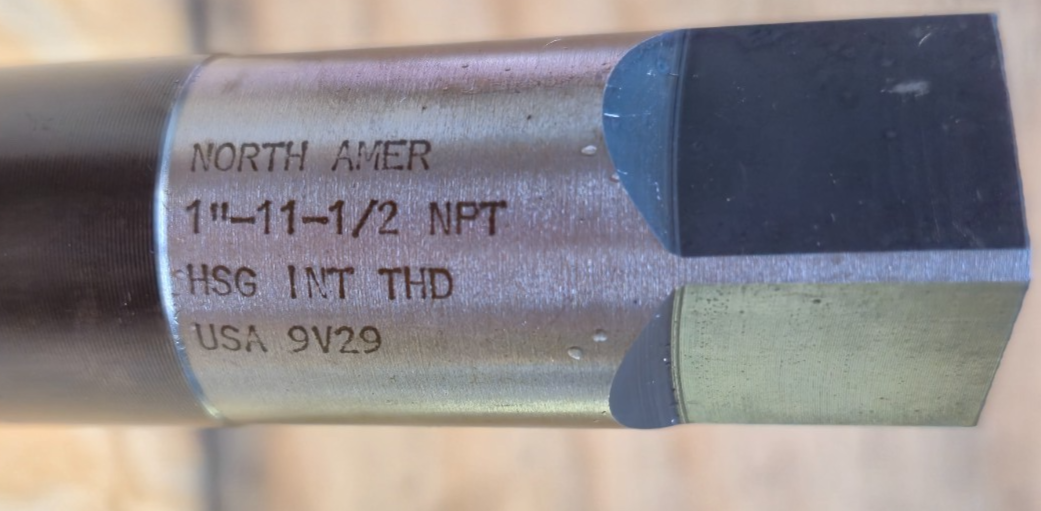 NORTH AMER
1"-11-1/2 NPT
HSG INT THD
USA 9V29